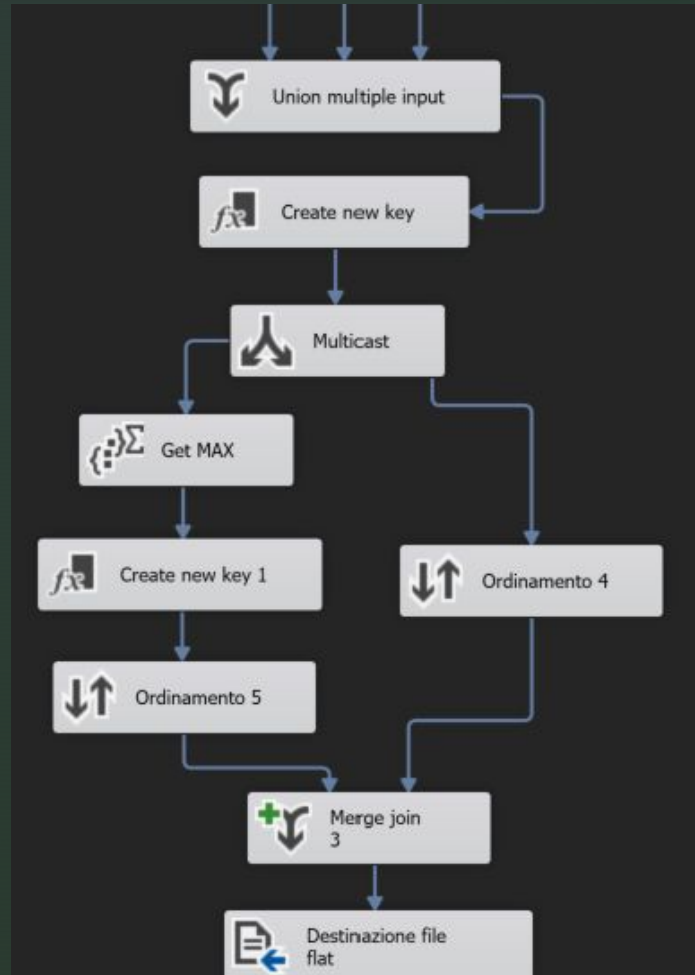 Union multiple input
Create new key
Multicast
Get MAX
Create new key 1
Ordinamento 4
Ordinamento 5
Merge join
3
Destinazione file
flat